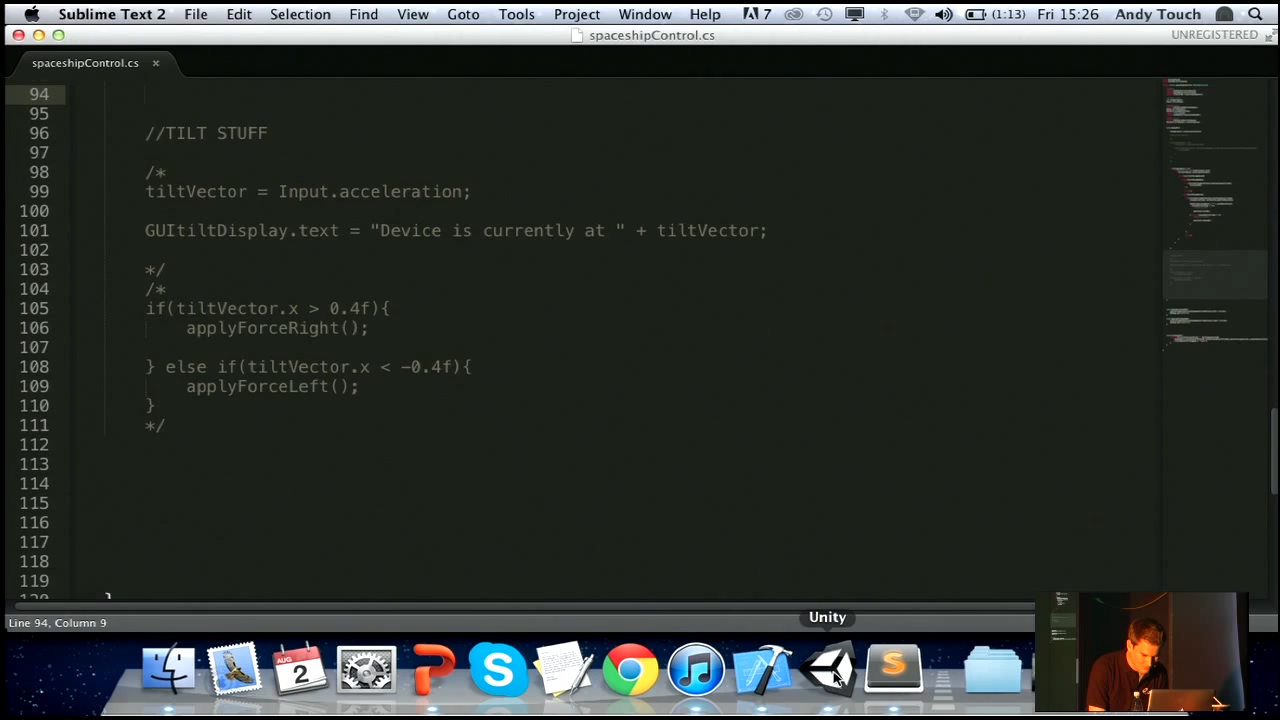 Sublime Text 2 File Edit Selection Find View Goto Tools Project Window Help 7 (1:13) Fri 15:26 Andy Touch
spaceshipControl.cs UNREGISTERED
spaceshipControl.cs ×
94
95
96 //TILT STUFF
97
98 /*
99 tiltVector = Input.acceleration;
100
101 GUItiltDisplay.text = "Device is currently at " + tiltVector;
102
103 */
104 /*
105 if(tiltVector.x > 0.4f){
106 applyForceRight();
107
108 } else if(tiltVector.x < -0.4f){
109 applyForceLeft();
110 }
111 */
112
113
114
115
116
117
118
119
120 }
Line 94, Column 9
Unity
AUG
2